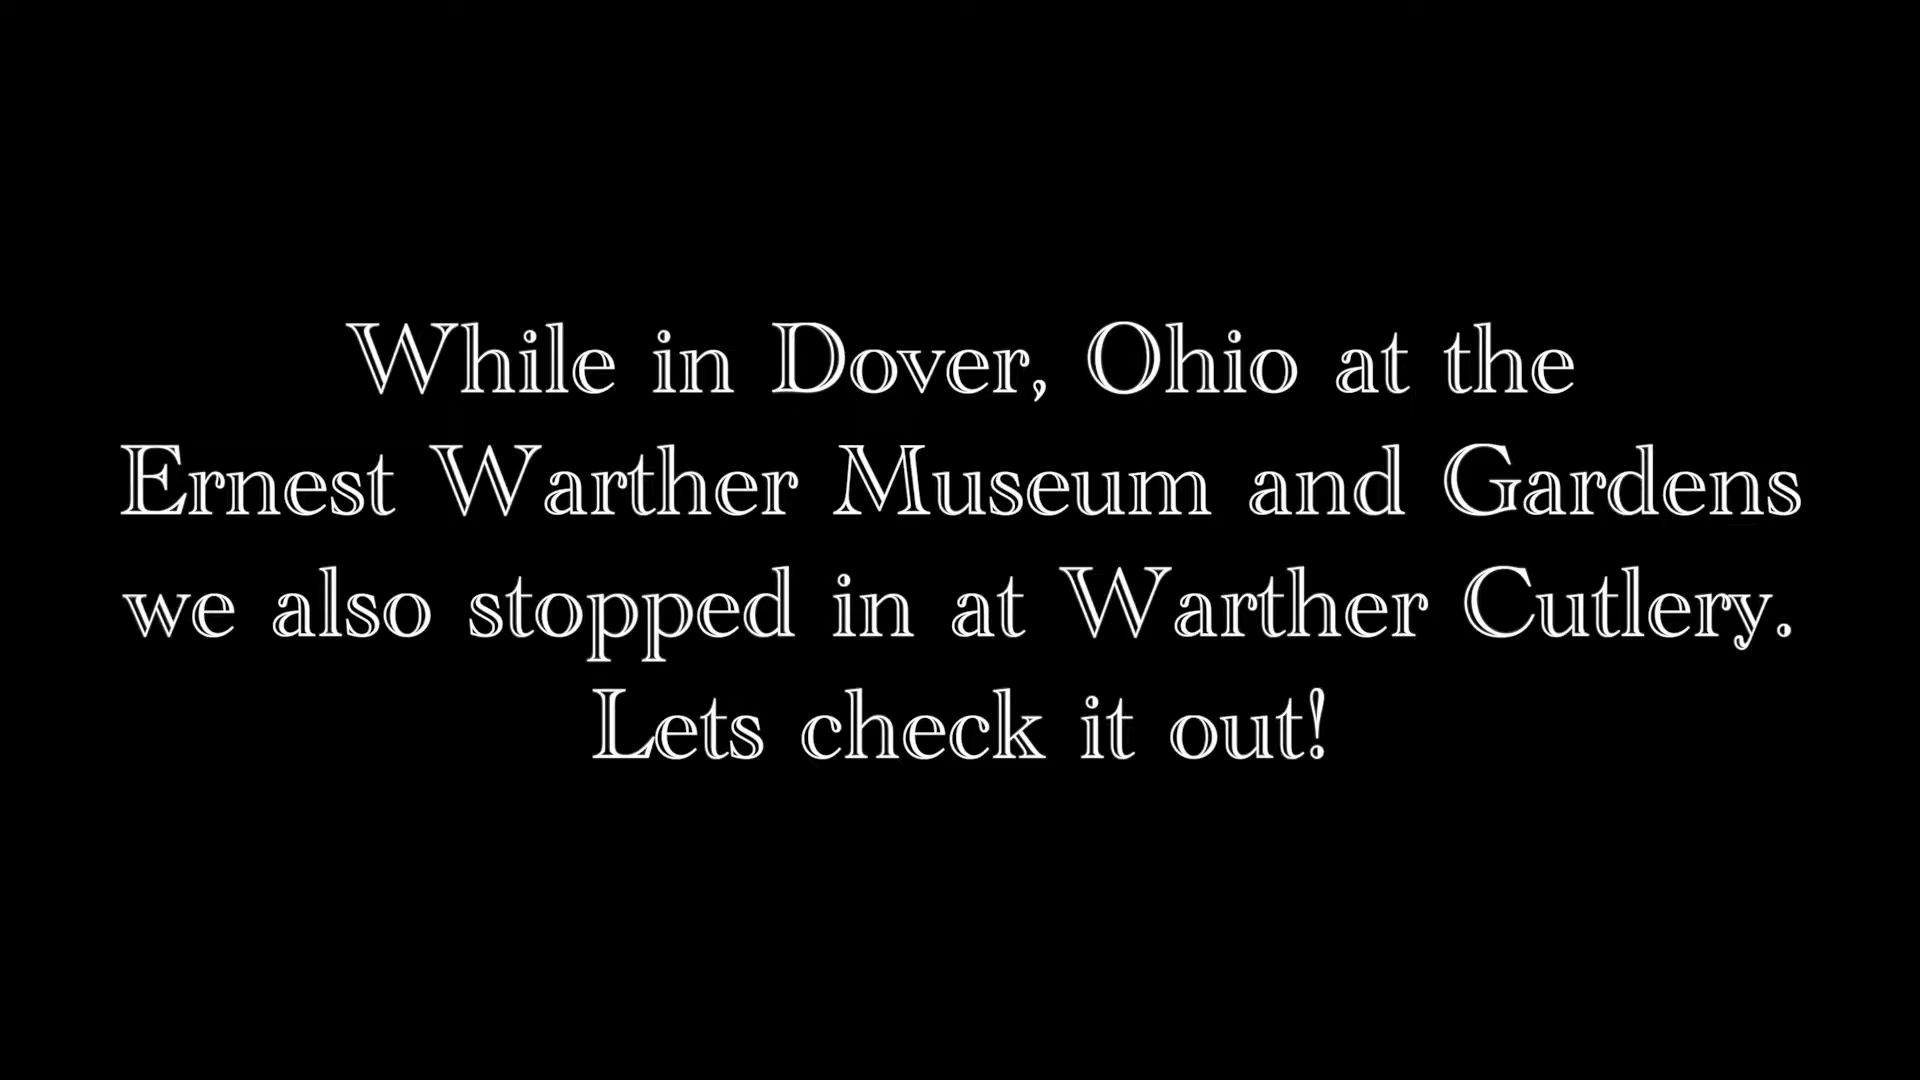 While in Dover, Ohio at the
Ernest Warther Museum and Gardens
we also stopped in at Warther Cutlery.
Lets check it out!